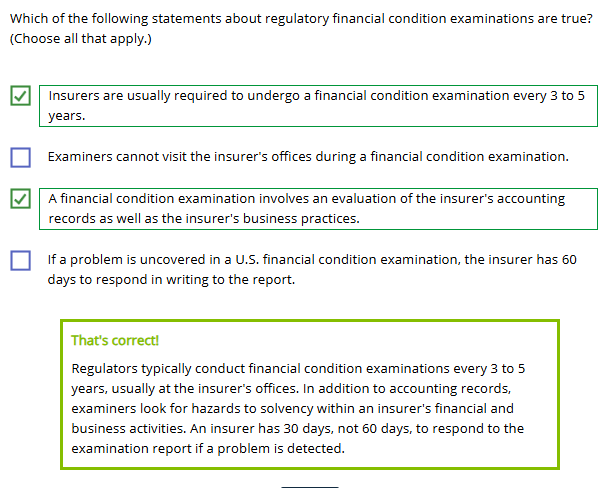 Which of the following statements about regulatory financial condition examinations are true?
(Choose all that apply.)
Insurers are usually required to undergo a financial condition examination every 3 to 5
years.
Examiners cannot visit the insurer's offices during a financial condition examination.
A financial condition examination involves an evaluation of the insurer's accounting
records as well as the insurer's business practices.
If a problem is uncovered in a U.S. financial condition examination, the insurer has 60
days to respond in writing to the report.
That's correct!
Regulators typically conduct financial condition examinations every 3 to 5
years, usually at the insurer's offices. In addition to accounting records,
examiners look for hazards to solvency within an insurer's financial and
business activities. An insurer has 30 days, not 60 days, to respond to the
examination report if a problem is detected.